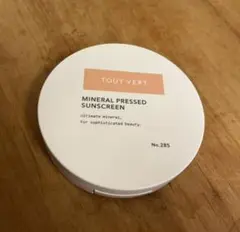 TOUT VERT
MINERAL PRESSED
SUNSCREEN
ultimate mineral,
for sophisticated beauty.
No.285